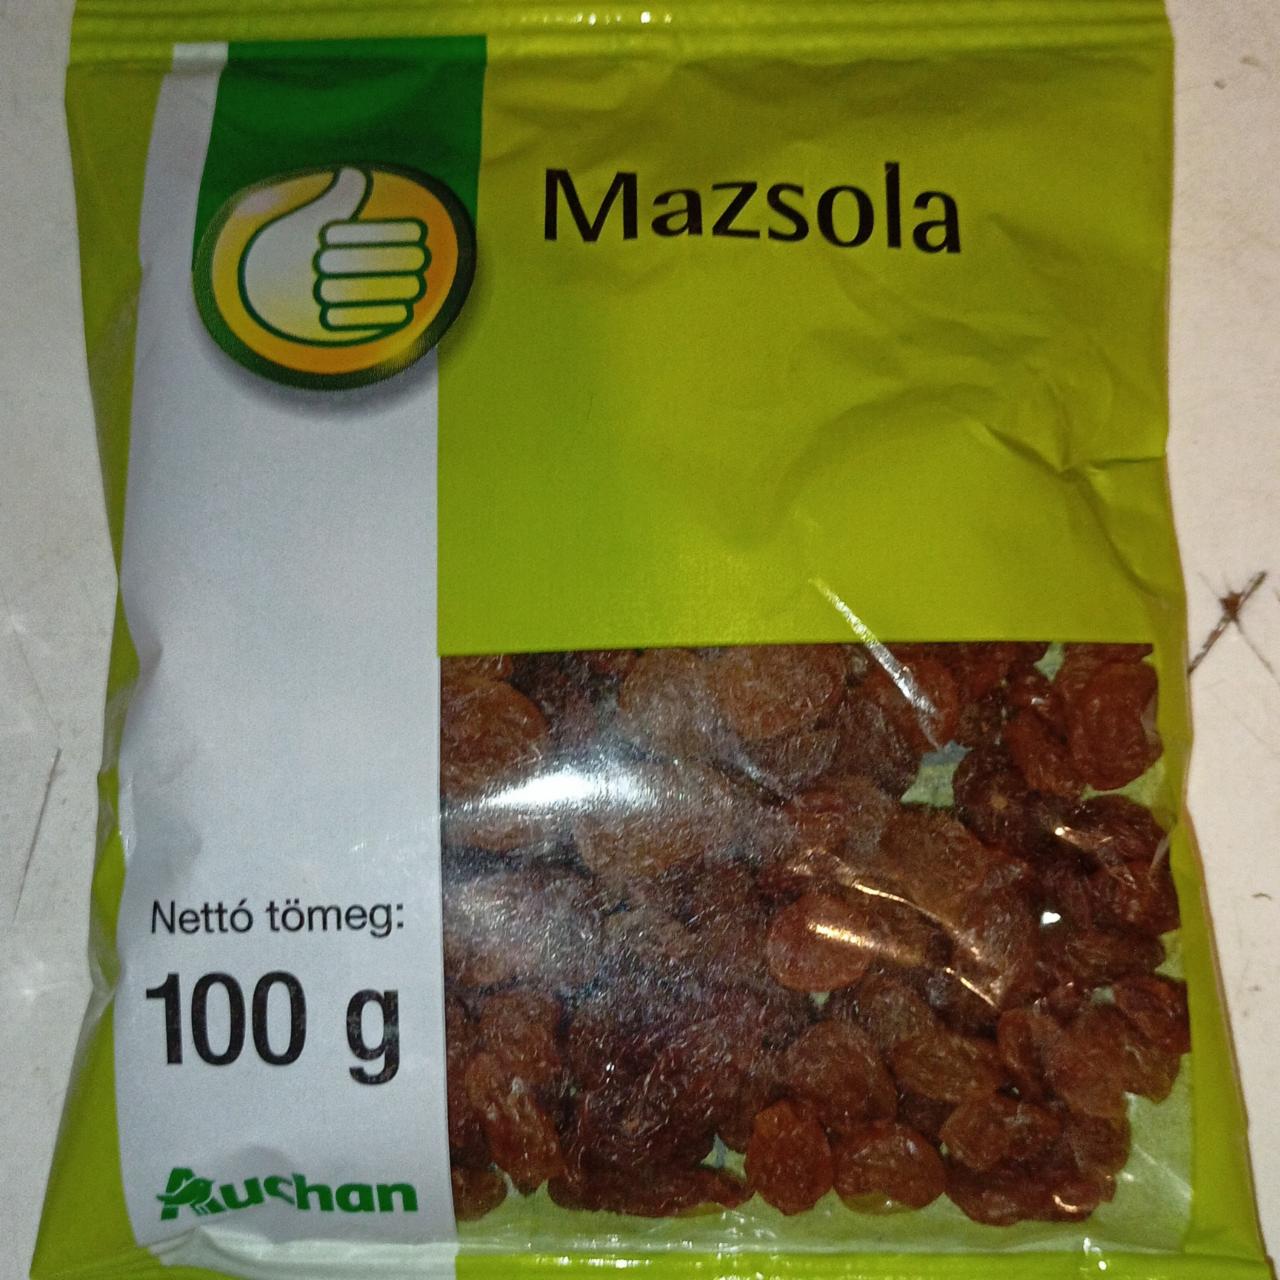 Mazsola
Nettó tömeg:
100 g
Auchan